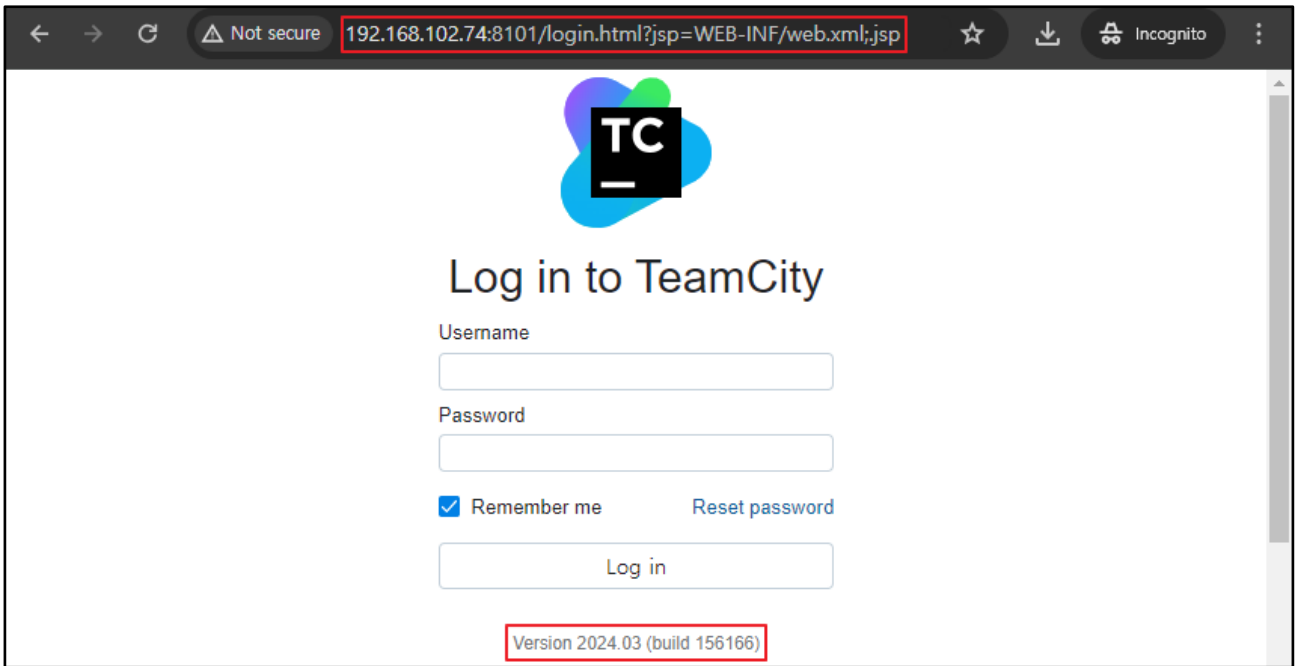 Not secure 192.168.102.74:8101/login.html?jsp=WEB-INF/web.xml;.jsp Incognito
TC
Log in to TeamCity
Username
Password
Remember me Reset password
Log in
Version 2024.03 (build 156166)